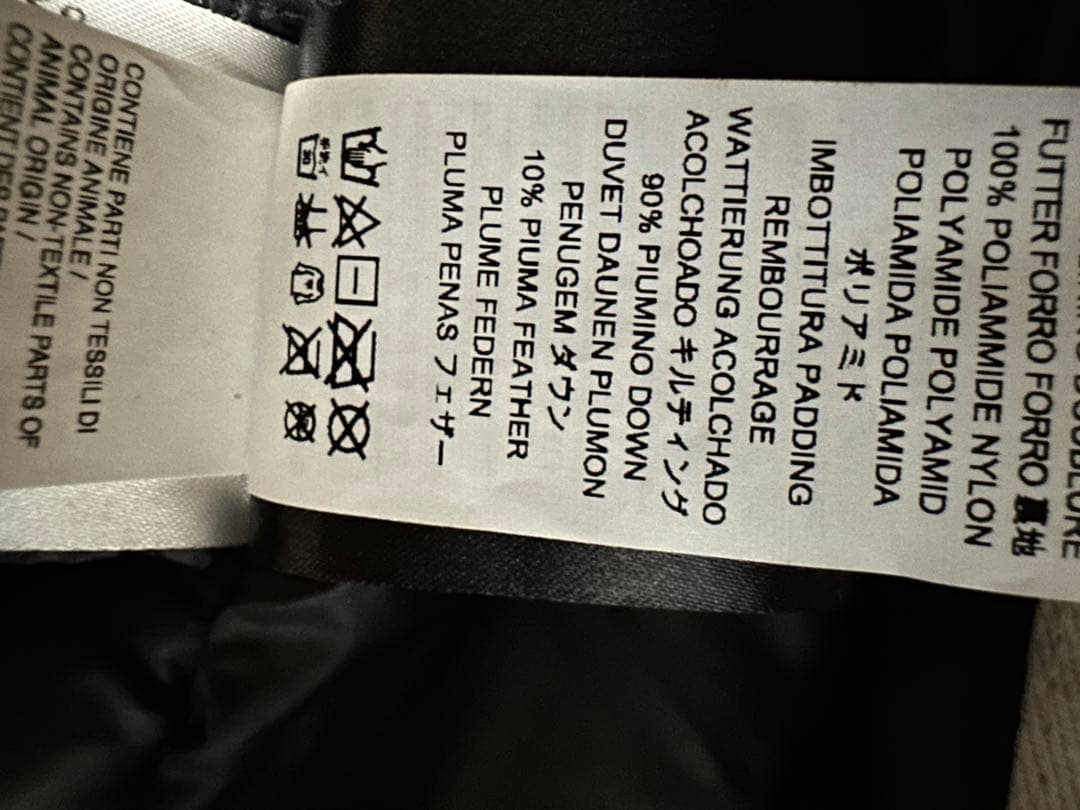 FUTTER FORRO FORRO 裏地
100% POLIAMMIDE NYLON
POLYAMIDE POLYAMID
POLIAMIDA POLIAMIDA
ポリアミド
IMBOTTITURA PADDING
REMBOURRAGE
WATTIERUNG ACOLCHADO
ACOLCHOADO キルティング
90% PIUMINO DOWN
DUVET DAUNEN PLUMON
PENUGEM ダウン
10% PIUMA FEATHER
PLUME FEDERN
PLUMA PENAS フェザー
CONTIENE PARTI NON TESSILI DI
ORIGINE ANIMALE /
CONTAINS NON-TEXTILE PARTS OF
ANIMAL ORIGIN /
CONTIENT DES